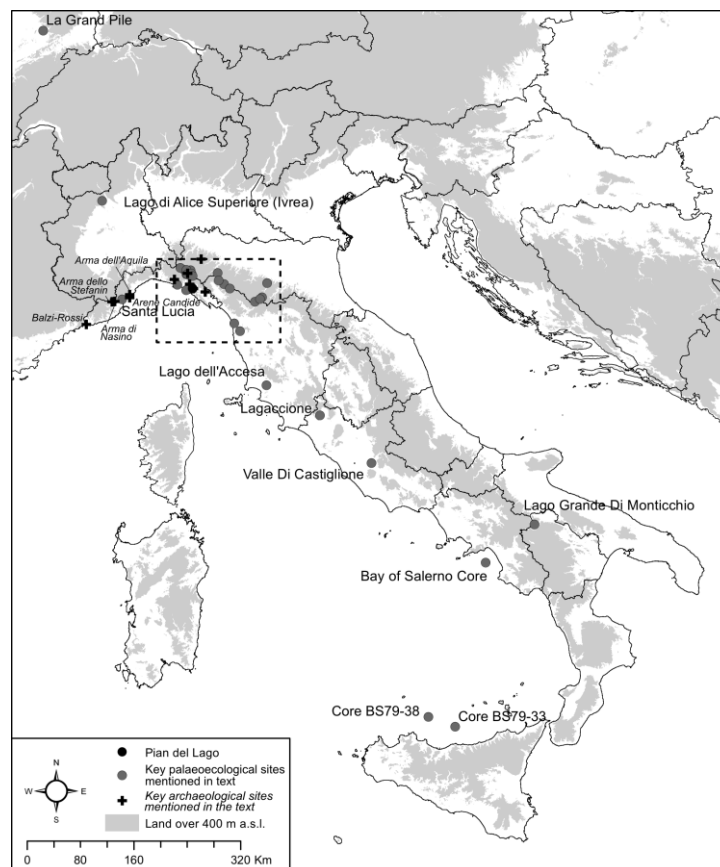 La Grand Pile
Lago di Alice Superiore (Ivrea)
Arma dell'Aquila
Arma dello
Stefanin
Arene Candide
Santa Lucia
Balzi-Rossi
Arma di
Nasino
Lago dell'Accesa
Lagaccione
Valle Di Castiglione
Lago Grande Di Monticchio
Bay of Salerno Core
Core BS79-38
Core BS79-33
N
W
E
S
Pian del Lago
Key palaeoecological sites
mentioned in text
Key archaeological sites
mentioned in the text
Land over 400 m a.s.l.
0 80 160 240 320 Km